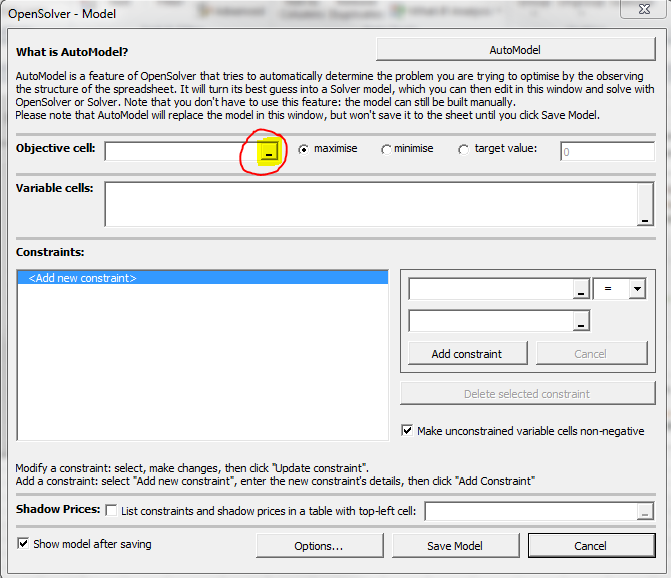 OpenSolver - Model
What is AutoModel?
AutoModel
AutoModel is a feature of OpenSolver that tries to automatically determine the problem you are trying to optimise by the observing
the structure of the spreadsheet. It will turn its best guess into a Solver model, which you can then edit in this window and solve with
OpenSolver or Solver. Note that you don't have to use this feature: the model can still be built manually.
Please note that AutoModel will replace the model in this window, but won't save it to the sheet until you click Save Model.
Objective cell: _ maximise minimise target value: 0
Variable cells:
_
Constraints:
<Add new constraint>
_ =
_
Add constraint Cancel
Delete selected constraint
Make unconstrained variable cells non-negative
Modify a constraint: select, make changes, then click "Update constraint".
Add a constraint: select "Add new constraint", enter the new constraint's details, then click "Add Constraint"
Shadow Prices: List constraints and shadow prices in a table with top-left cell: _
Show model after saving Options... Save Model Cancel